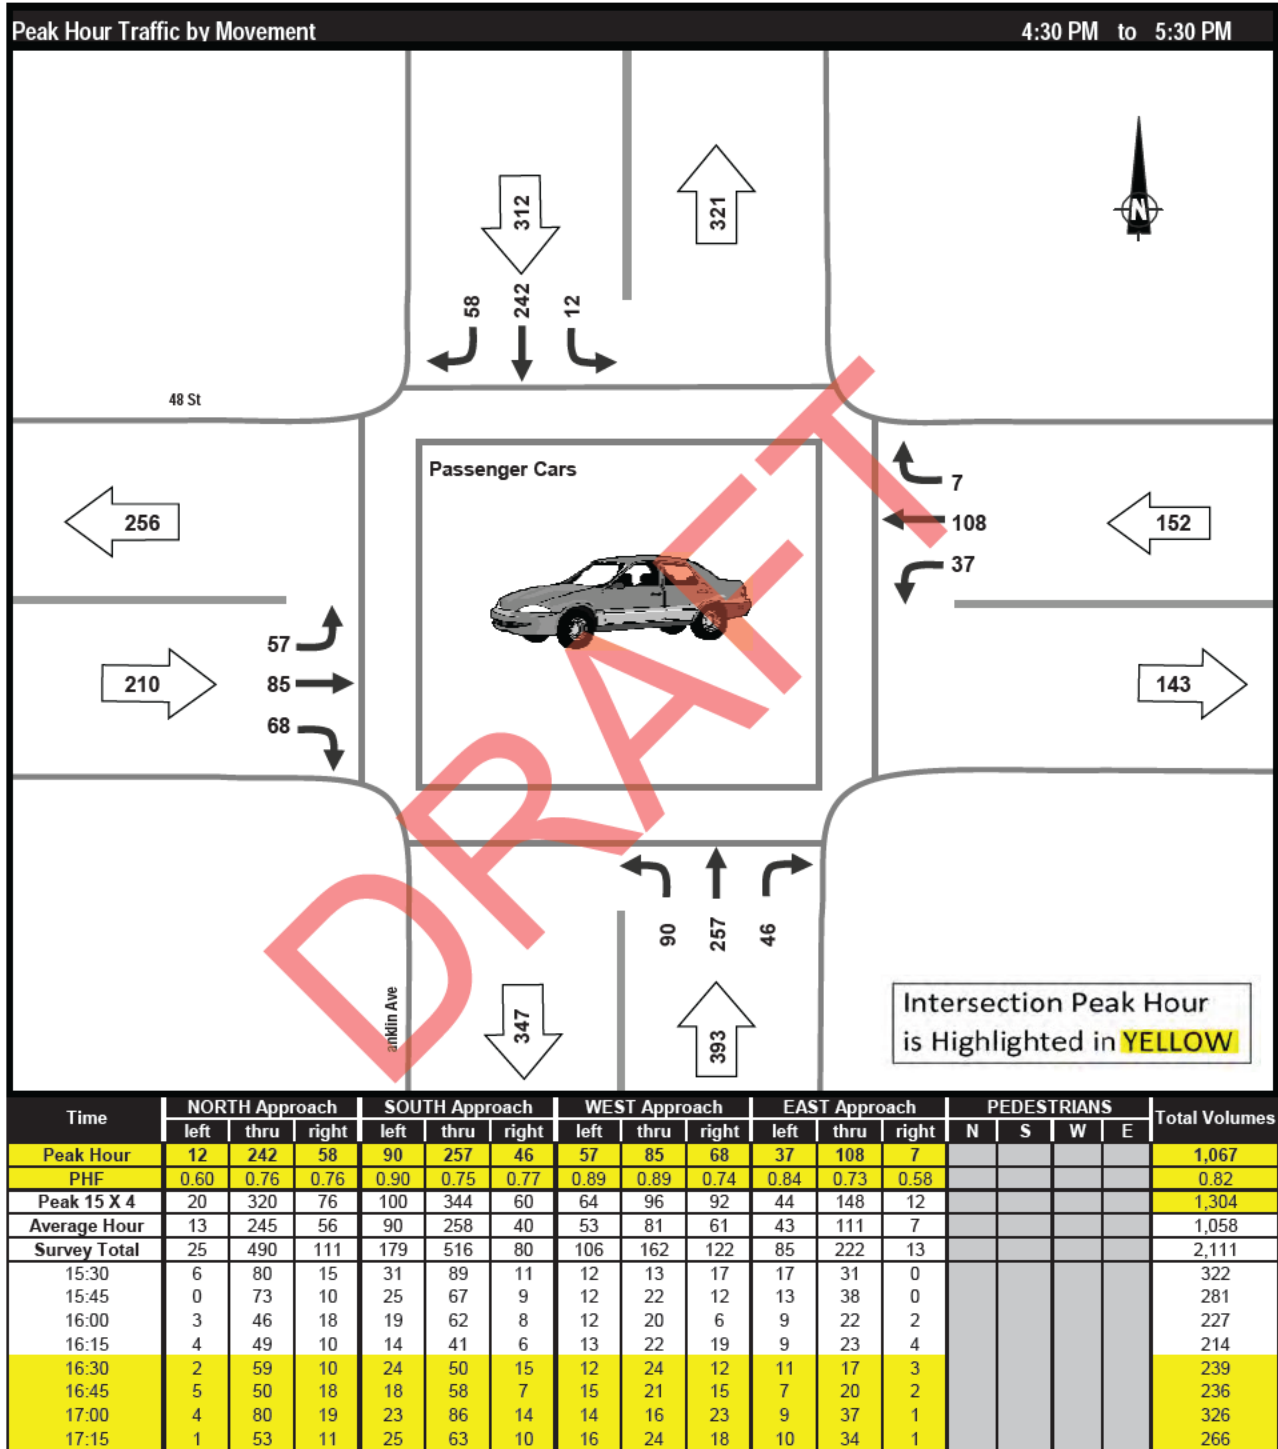 Peak Hour Traffic by Movement 4:30 PM to 5:30 PM
312
321
N
58 242 12
48 St
Passenger Cars
7
256
108
152
37
57
210
85
143
68
DRAFT
90 257 46
anklin Ave
347
393
Intersection Peak Hour
is Highlighted in YELLOW
Time NORTH Approach SOUTH Approach WEST Approach EAST Approach PEDESTRIANS Total Volumes
left thru right left thru right left thru right left thru right N S W E
Peak Hour 12 242 58 90 257 46 57 85 68 37 108 7 1,067
PHF 0.60 0.76 0.76 0.90 0.75 0.77 0.89 0.89 0.74 0.84 0.73 0.58 0.82
Peak 15 X 4 20 320 76 100 344 60 64 96 92 44 148 12 1,304
Average Hour 13 245 56 90 258 40 53 81 61 43 111 7 1,058
Survey Total 25 490 111 179 516 80 106 162 122 85 222 13 2,111
15:30 6 80 15 31 89 11 12 13 17 17 31 0 322
15:45 0 73 10 25 67 9 12 22 12 13 38 0 281
16:00 3 46 18 19 62 8 12 20 6 9 22 2 227
16:15 4 49 10 14 41 6 13 22 19 9 23 4 214
16:30 2 59 10 24 50 15 12 24 12 11 17 3 239
16:45 5 50 18 18 58 7 15 21 15 7 20 2 236
17:00 4 80 19 23 86 14 14 16 23 9 37 1 326
17:15 1 53 11 25 63 10 16 24 18 10 34 1 266